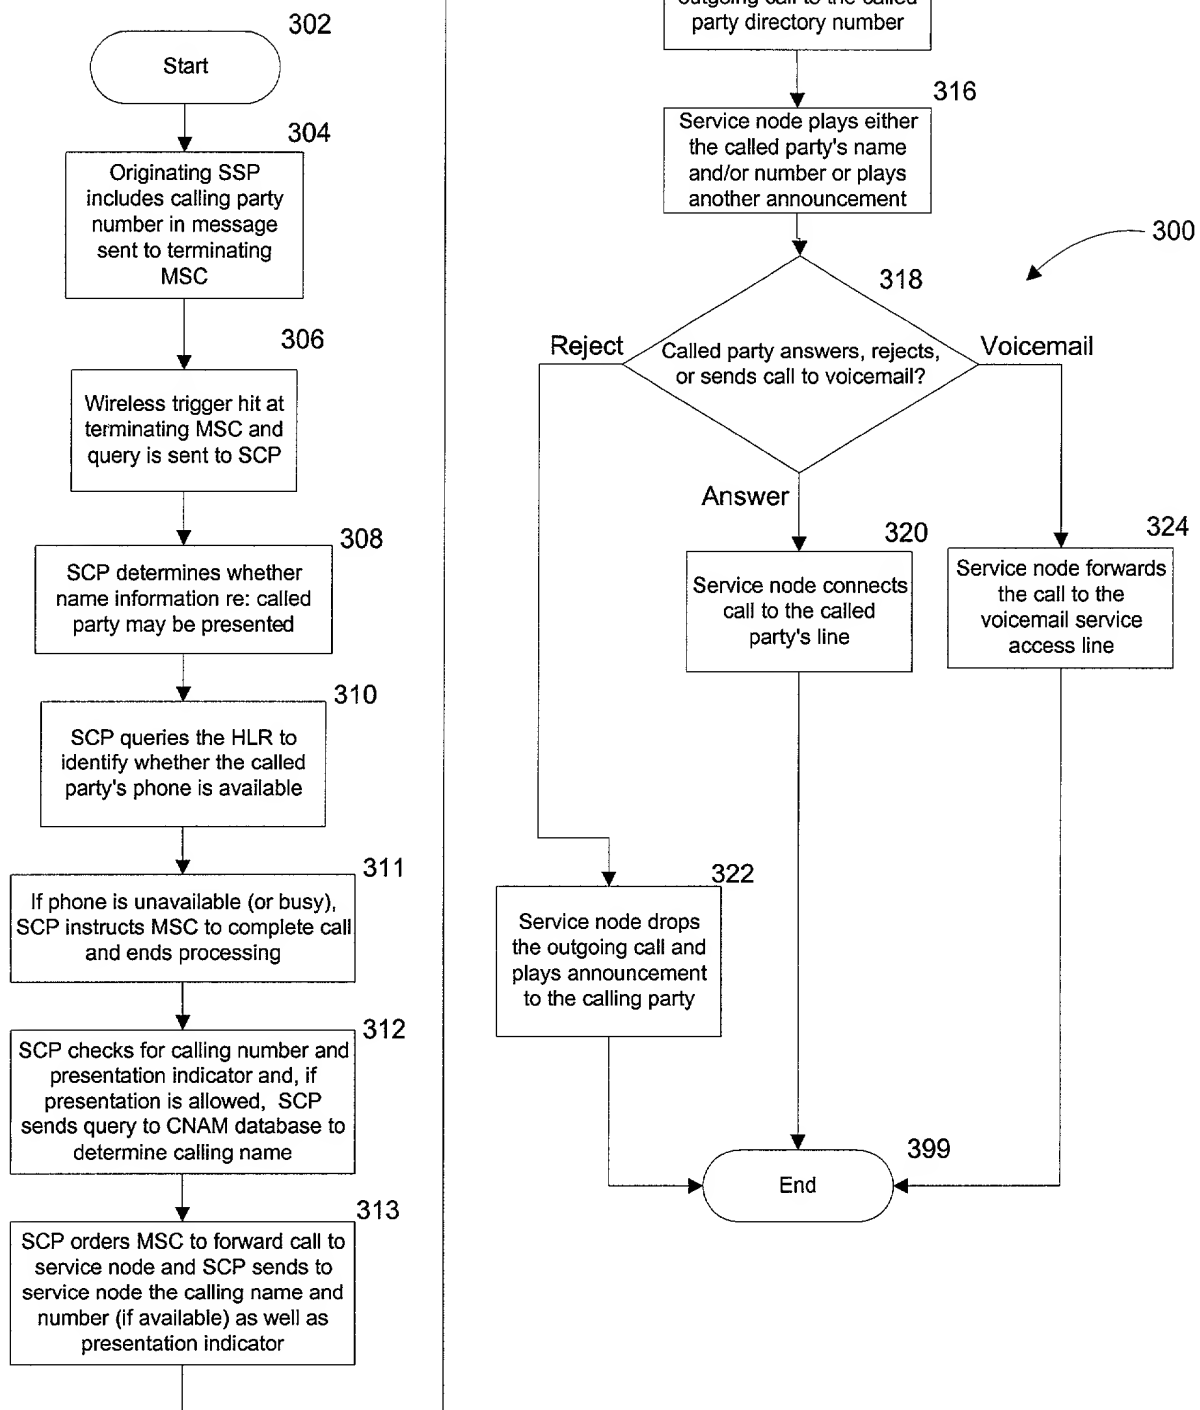 302
Start
304
Originating SSP
includes calling party
number in message
sent to terminating
MSC
306
Wireless trigger hit at
terminating MSC and
query is sent to SCP
308
SCP determines whether
name information re: called
party may be presented
310
SCP queries the HLR to
identify whether the called
party's phone is available
311
If phone is unavailable (or busy),
SCP instructs MSC to complete call
and ends processing
312
SCP checks for calling number and
presentation indicator and, if
presentation is allowed, SCP
sends query to CNAM database to
determine calling name
313
SCP orders MSC to forward call to
service node and SCP sends to
service node the calling name and
number (if available) as well as
presentation indicator
outgoing call to the called
party directory number
316
Service node plays either
the called party's name
and/or number or plays
another announcement
300
318
Called party answers, rejects,
or sends call to voicemail?
Reject
Voicemail
Answer
320
Service node connects
call to the called
party's line
324
Service node forwards
the call to the
voicemail service
access line
322
Service node drops
the outgoing call and
plays announcement
to the calling party
399
End